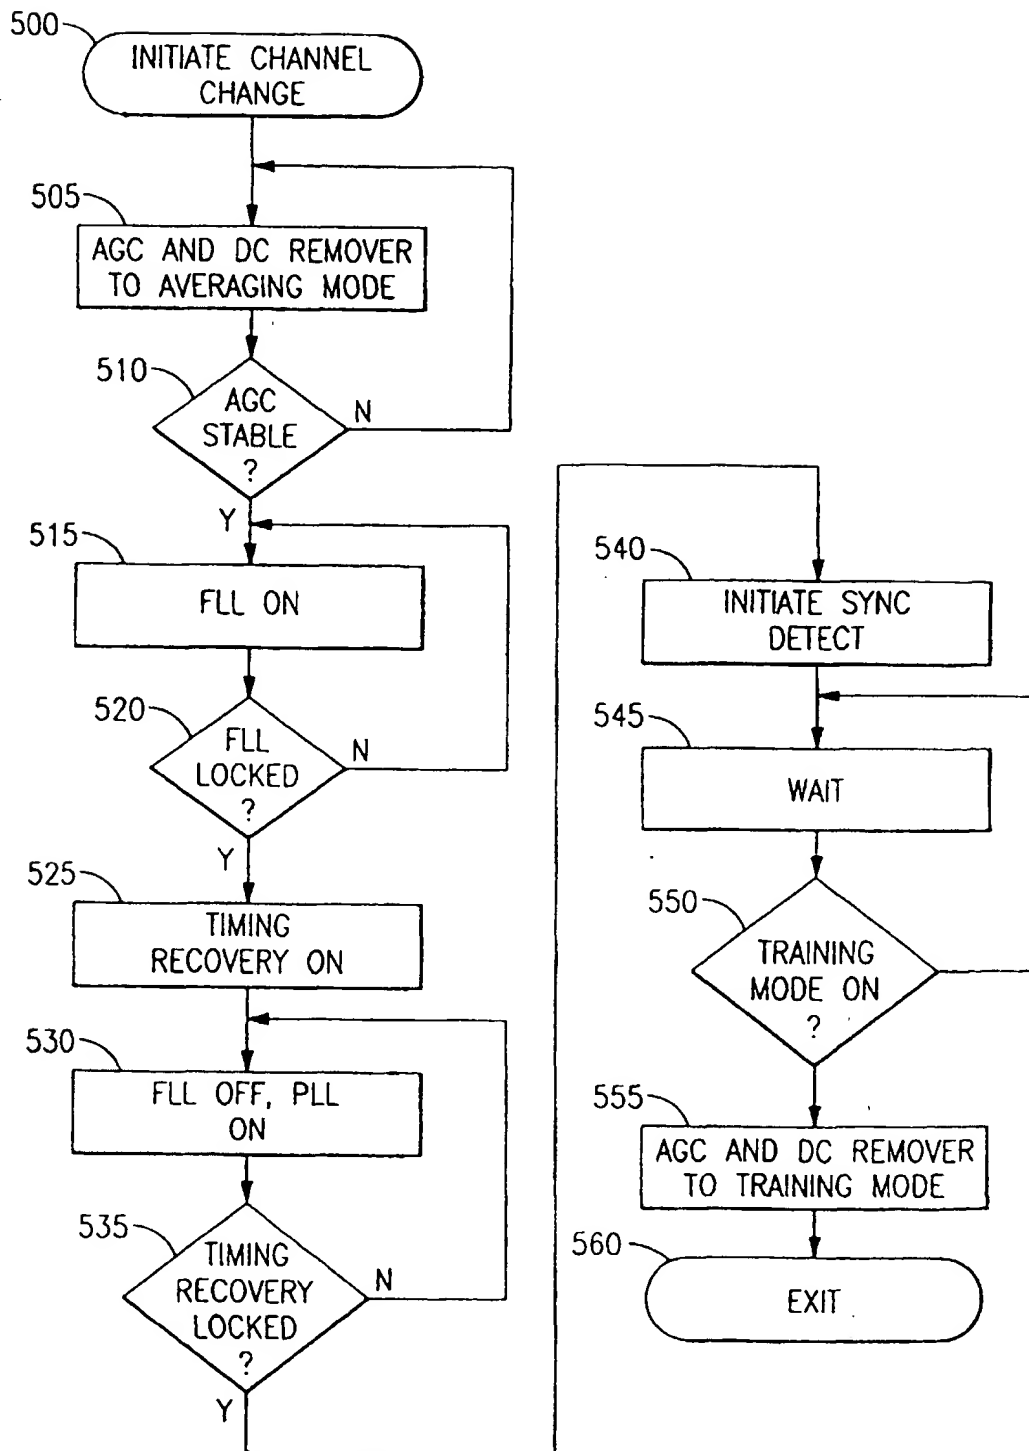 500
INITIATE CHANNEL
CHANGE
505
AGC AND DC REMOVER
TO AVERAGING MODE
510
AGC
STABLE
?
N
Y
515
FLL ON
520
FLL
LOCKED
?
N
Y
525
TIMING
RECOVERY ON
530
FLL OFF, PLL
ON
535
TIMING
RECOVERY
LOCKED
?
N
Y
540
INITIATE SYNC
DETECT
545
WAIT
550
TRAINING
MODE ON
?
555
AGC AND DC REMOVER
TO TRAINING MODE
560
EXIT